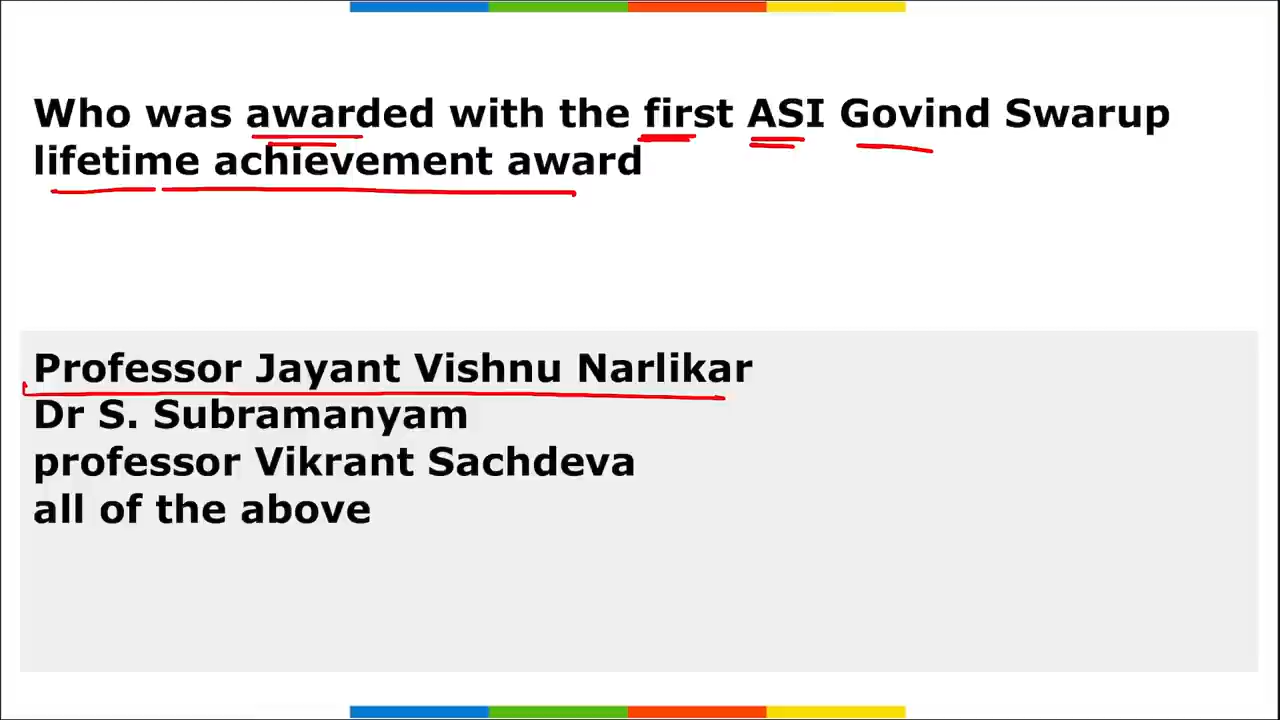 Who was awarded with the first ASI Govind Swarup
lifetime achievement award
Professor Jayant Vishnu Narlikar
Dr S. Subramanyam
professor Vikrant Sachdeva
all of the above